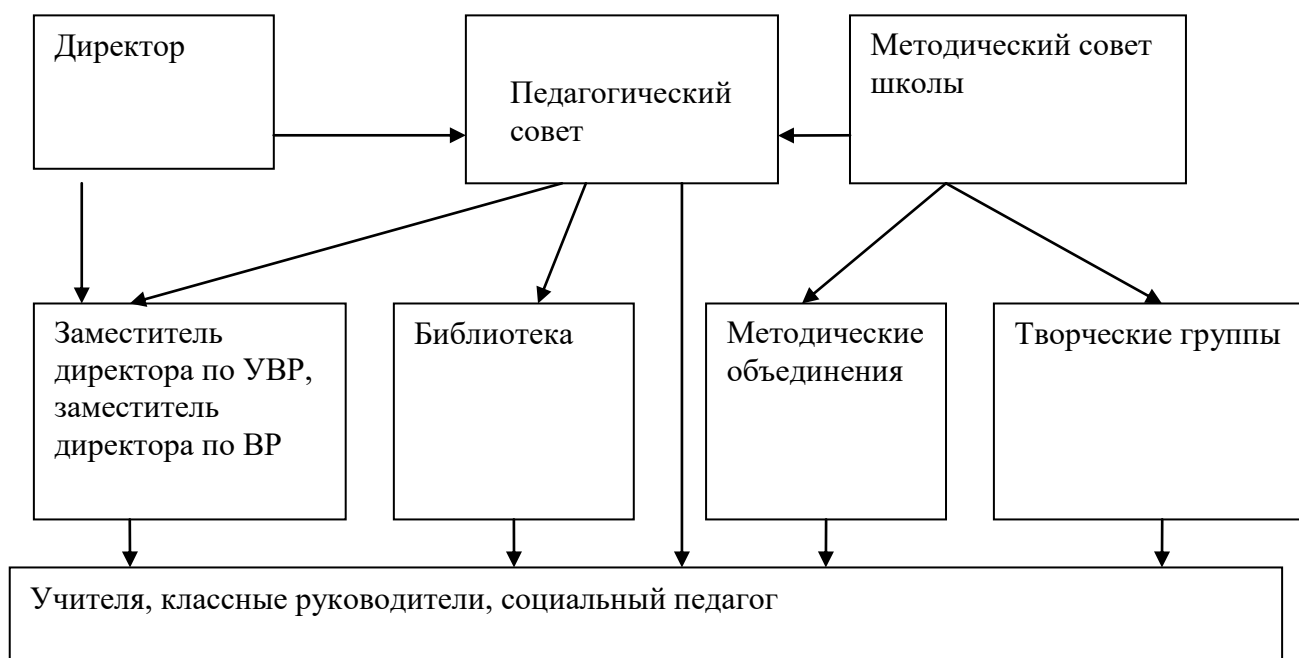 Директор
Педагогический
совет
Методический совет
школы
Заместитель
директора по УВР,
заместитель
директора по ВР
Библиотека
Методические
объединения
Творческие группы
Учителя, классные руководители, социальный педагог